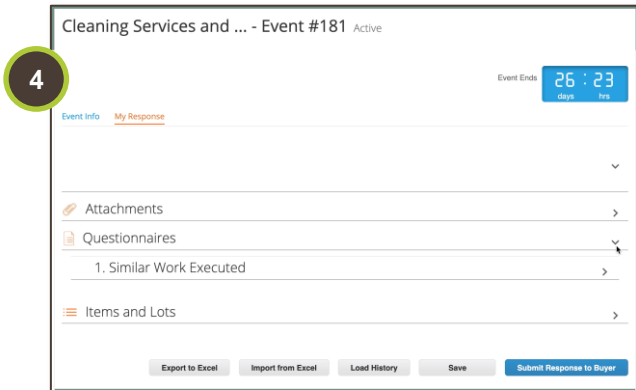 Cleaning Services and ... - Event #181 Active
4
Event Ends 26 : 23
days hrs
Event Info My Response
Attachments
Questionnaires
1. Similar Work Executed
Items and Lots
Export to Excel Import from Excel Load History Save Submit Response to Buyer